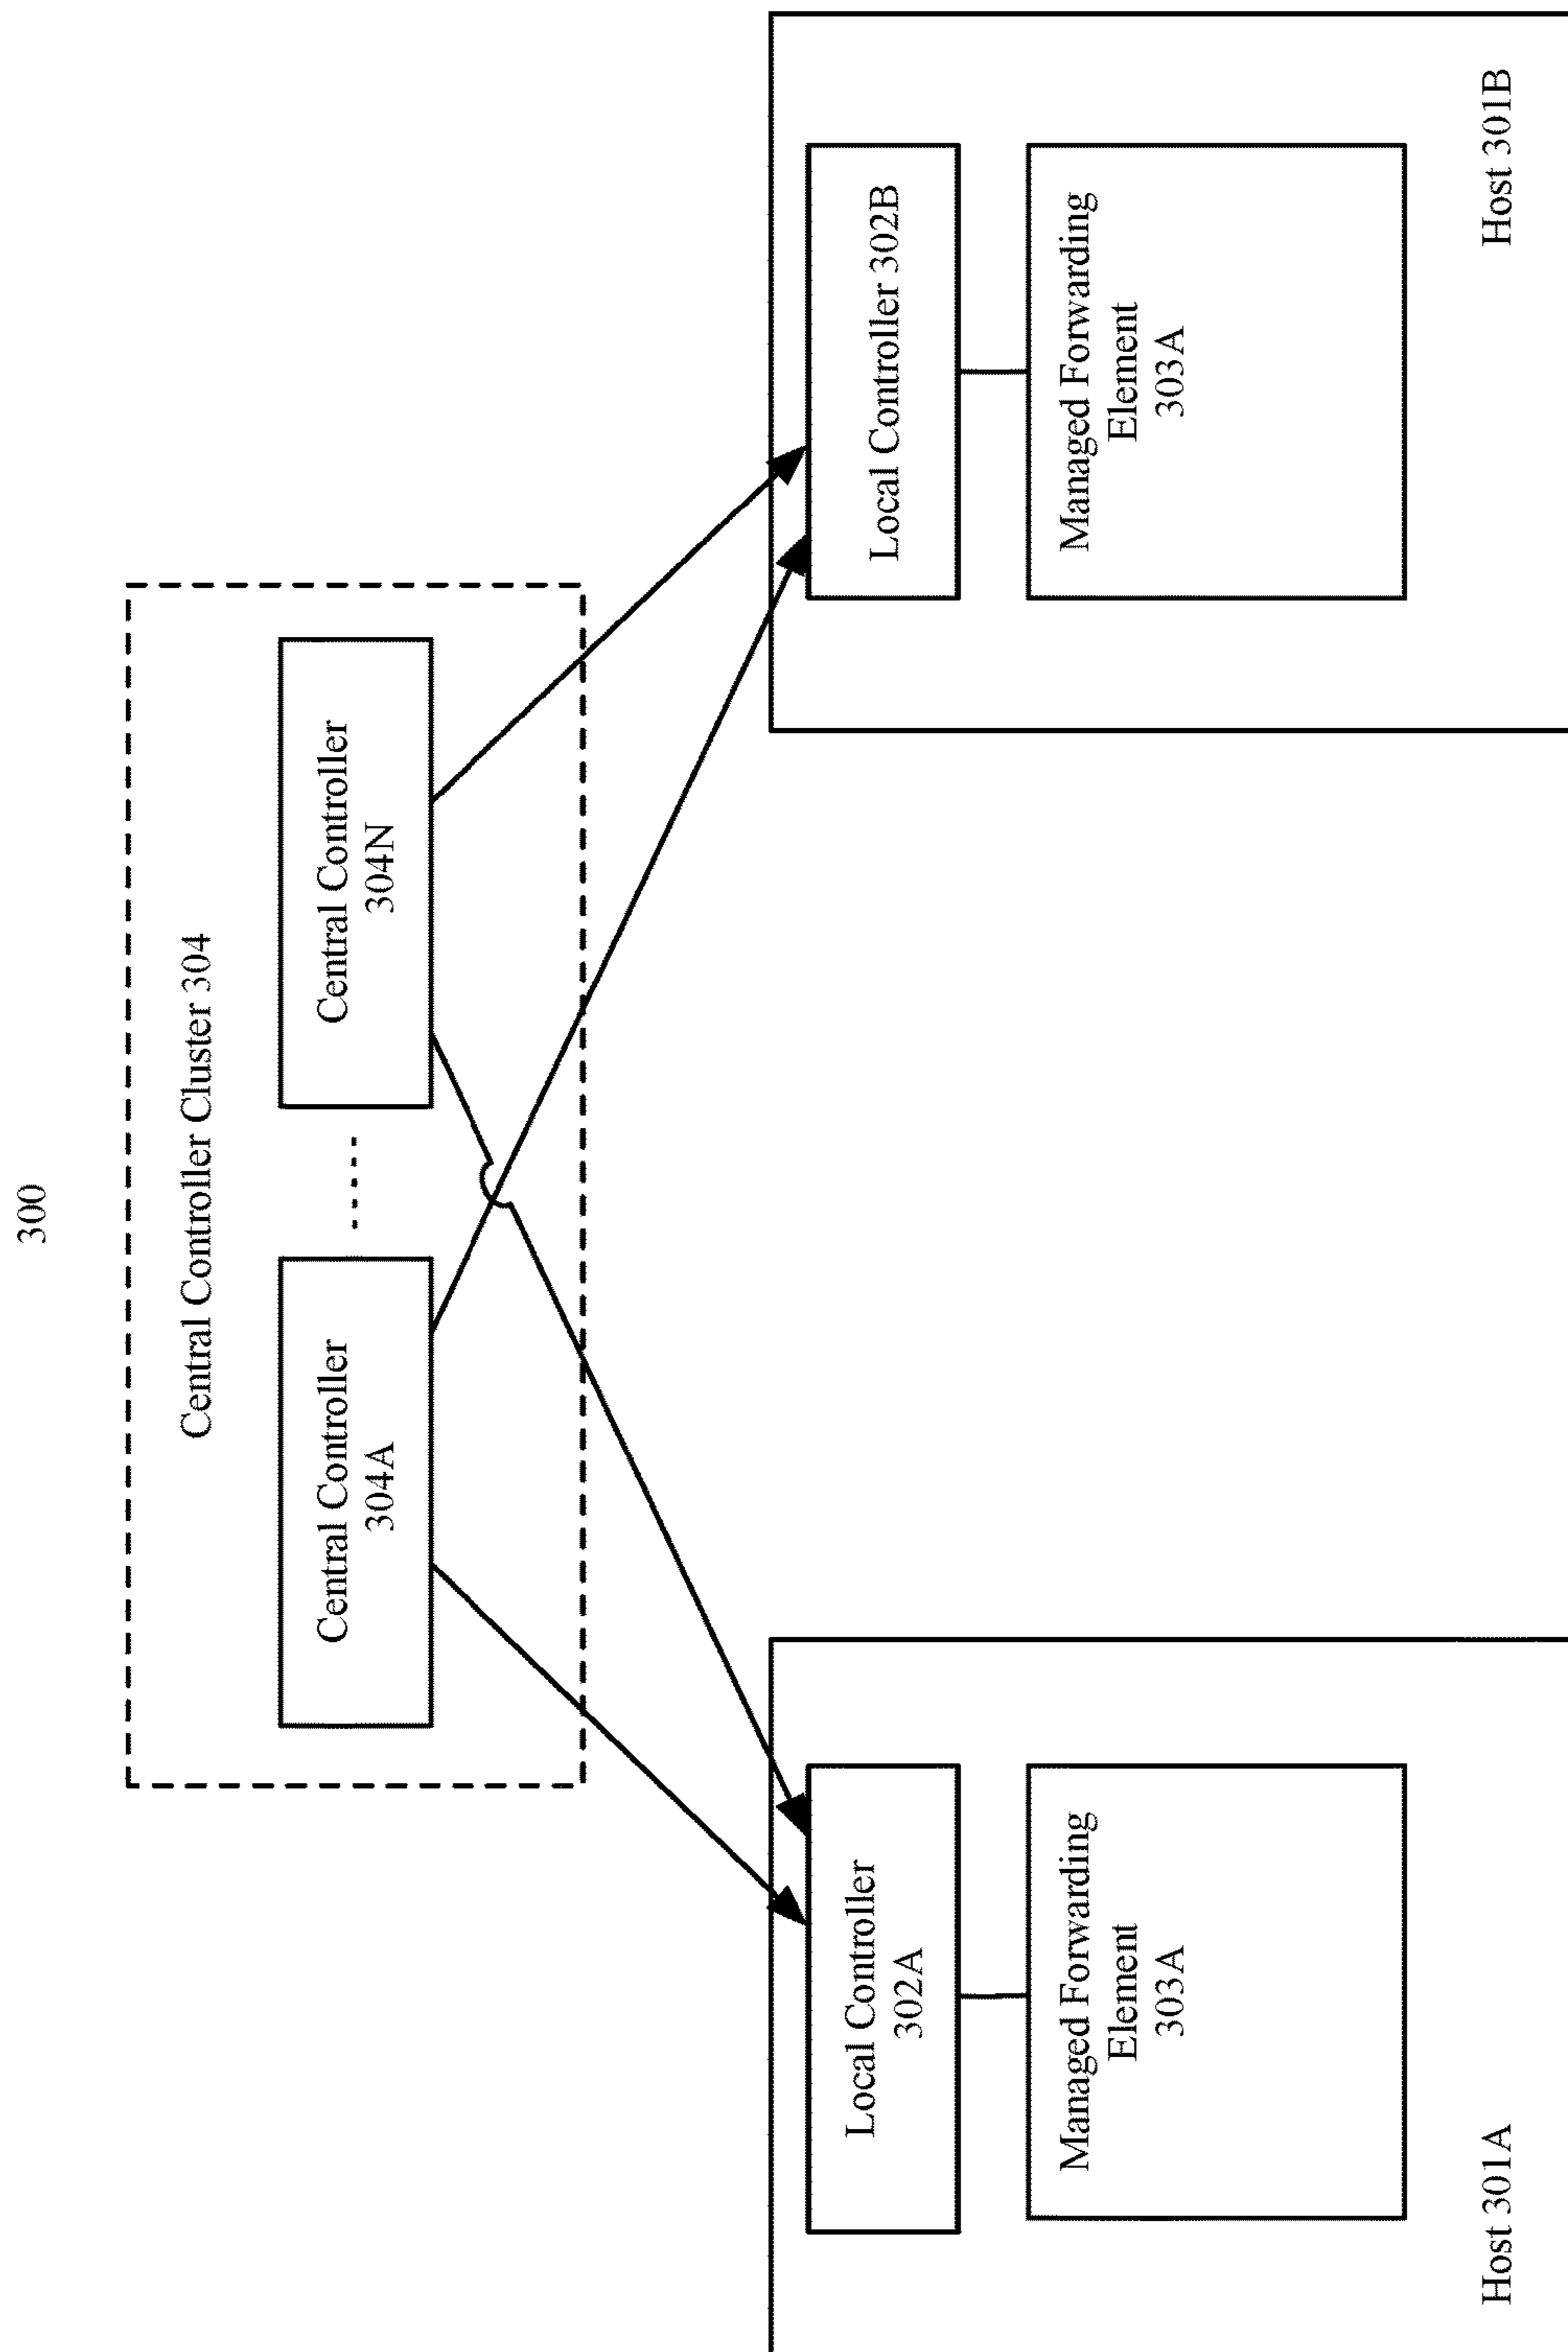 300
Central Controller Cluster 304
Central Controller
304A
Central Controller
304N
Local Controller
302A
Managed Forwarding
Element
303A
Host 301A
Local Controller 302B
Managed Forwarding
Element
303A
Host 301B